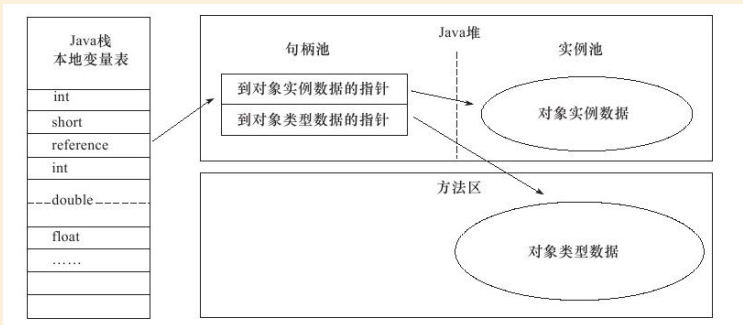 Java栈
本地变量表
int
short
reference
int
double
float
……
Java堆
句柄池
实例池
到对象实例数据的指针
到对象类型数据的指针
对象实例数据
方法区
对象类型数据